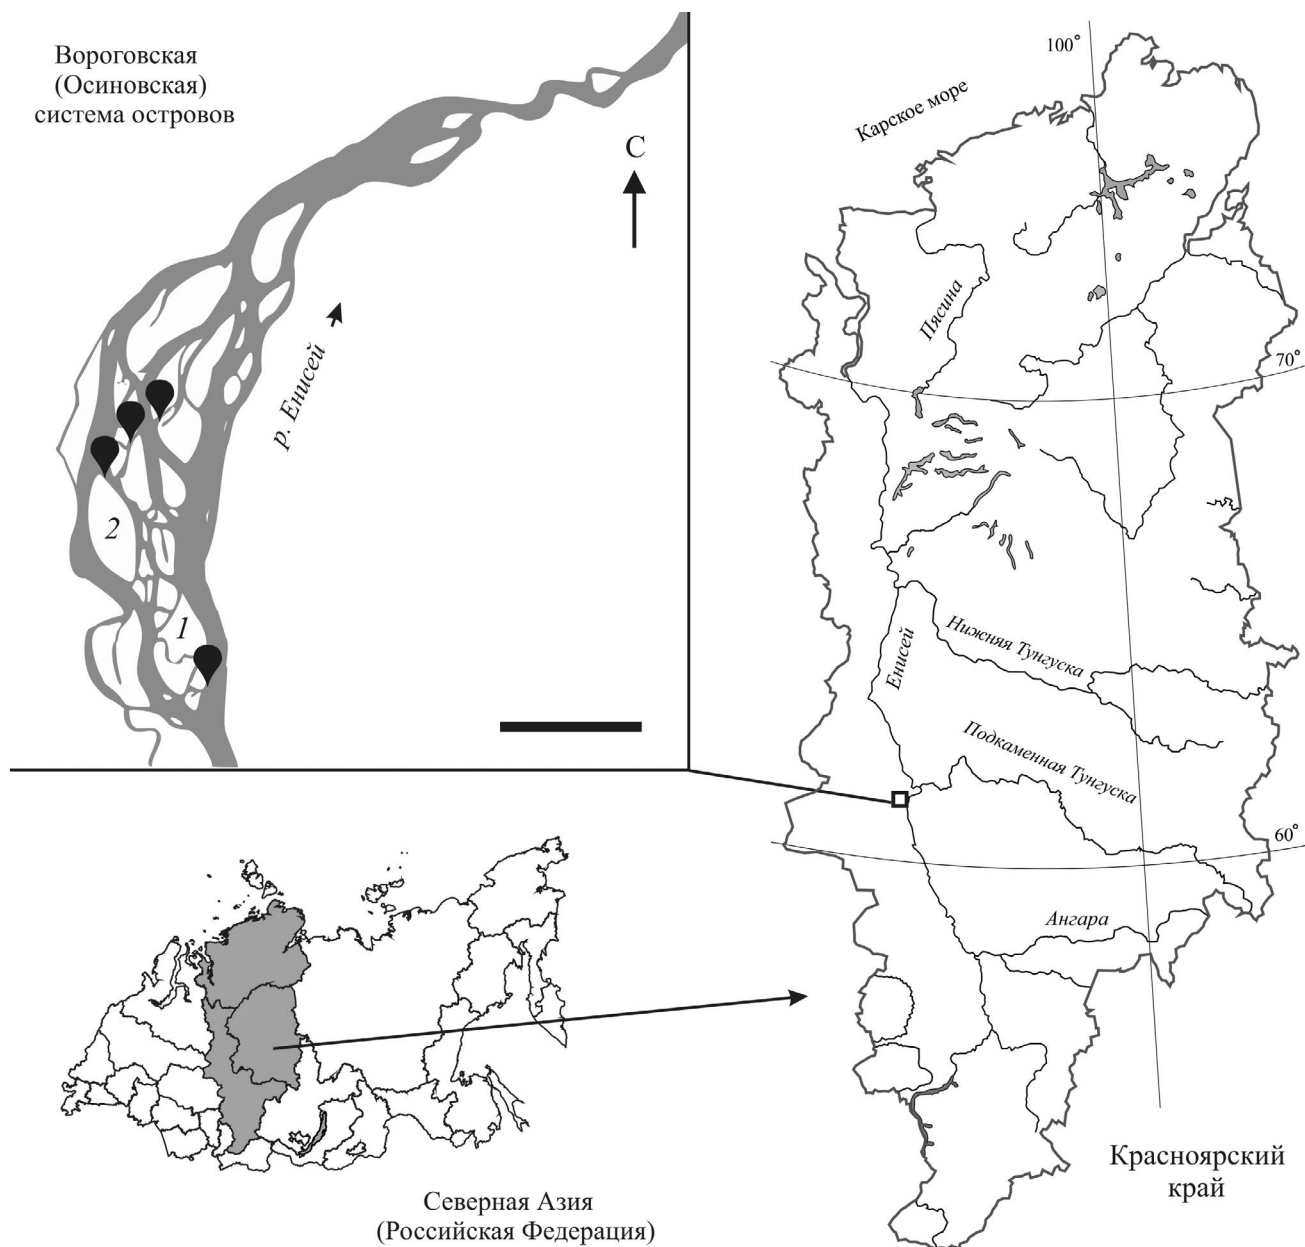 Вороговская
(Осиновская)
система островов
С
р. Енисей
2
1
100°
Карское море
Пясина
70°
Енисей
Нижняя Тунгуска
Подкаменная Тунгуска
60°
Ангара
Красноярский
край
Северная Азия
(Российская Федерация)